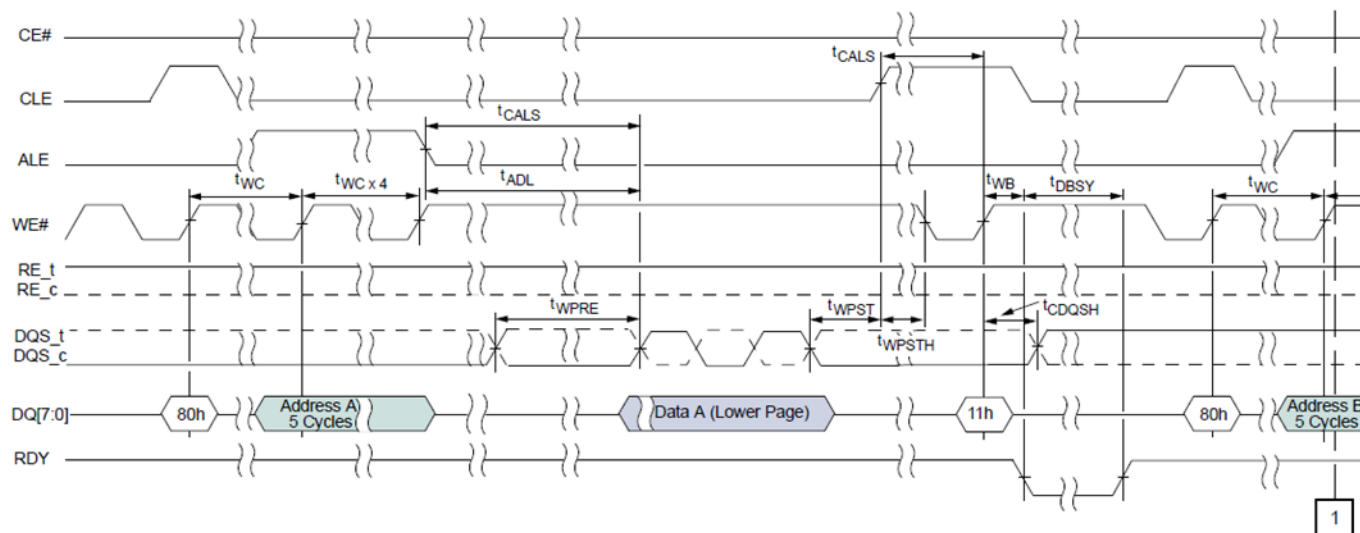 CE#
tCALS
CLE
tCALS
ALE
tWC
tWC x 4
tADL
tWB
tDBSY
tWC
WE#
RE_t
RE_c
tWPRE
tWPST
tCDQSH
DQS_t
DQS_c
tWPSTH
DQ[7:0]
80h
Address A)
5 Cycles
Data A (Lower Page)
11h
80h
Address B
5 Cycles
RDY
1